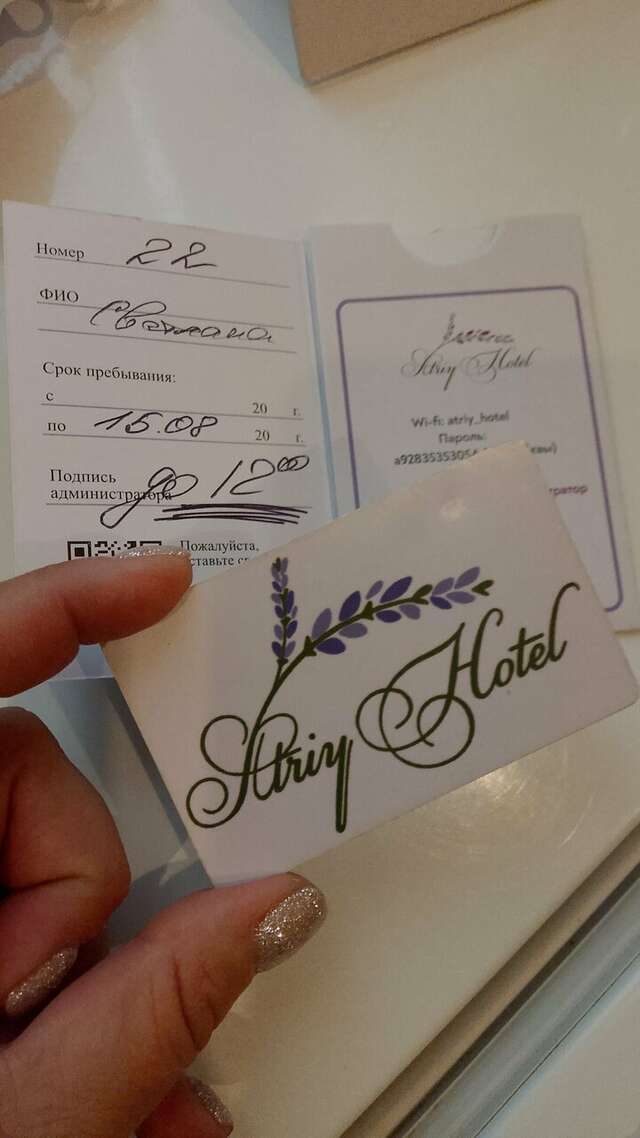 Номер 22
ФИО Светлана
Срок пребывания:
с 20 г.
по 15.08 20 г.
Подпись
администратора до 12⁰⁰
Пожалуйста,
Atriy Hotel
Wi-fi: atriy_hotel
Пароль:
Atriy Hotel